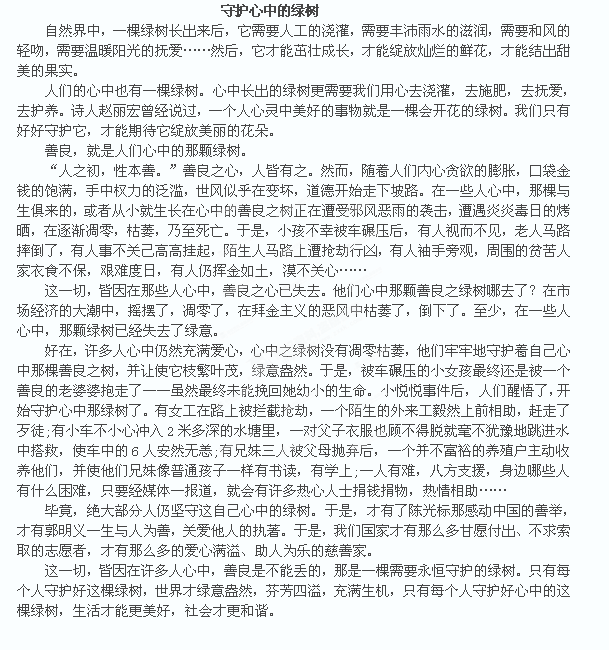 守护心中的绿树
自然界中，一棵绿树长出来后，它需要人工的浇灌，需要丰沛雨水的滋润，需要和风的
轻吻，需要温暖阳光的抚爱……然后，它才能茁壮成长，才能绽放灿烂的鲜花，才能结出甜
美的果实。
人们的心中也有一棵绿树。心中长出的绿树更需要我们用心去浇灌，去施肥，去抚爱，
去护养。诗人赵丽宏曾经说过，一个人心灵中美好的事物就是一棵会开花的绿树。我们只有
好好守护它，才能期待它绽放美丽的花朵。
善良，就是人们心中的那颗绿树。
“人之初，性本善。”善良之心，人皆有之。然而，随着人们内心贪欲的膨胀，口袋金
钱的饱满，手中权力的泛滥，世风似乎在变坏，道德开始走下坡路。在一些人心中，那棵与
生俱来的，或者从小就生长在心中的善良之树正在遭受邪风恶雨的袭击，遭遇炎炎毒日的烤
晒，在逐渐凋零，枯萎，乃至死亡。于是，小孩不幸被车碾压后，有人视而不见，老人马路
摔倒了，有人事不关己高高挂起，陌生人马路上遭抢劫行凶，有人袖手旁观，周围的贫苦人
家衣食不保，艰难度日，有人仍挥金如土，漠不关心……
这一切，皆因在那些人心中，善良之心已失去。他们心中那颗善良之绿树哪去了？在市
场经济的大潮中，摇摆了，凋零了，在拜金主义的恶风中枯萎了，倒下了。至少，在一些人
心中，那颗绿树已经失去了绿意。
好在，许多人心中仍然充满爱心，心中之绿树没有凋零枯萎，他们牢牢地守护着自己心
中那棵善良之树，并让使它枝繁叶茂，绿意盎然。于是，被车碾压的小女孩最终还是被一个
善良的老婆婆抱走了——虽然最终未能挽回她幼小的生命。小悦悦事件后，人们醒悟了，开
始守护心中那绿树了。有女工在路上被拦截抢劫，一个陌生的外来工毅然上前相助，赶走了
歹徒;有小车不小心冲入2米多深的水塘里，一对父子衣服也顾不得脱就毫不犹豫地跳进水
中搭救，使车中的6人安然无恙;有兄妹三人被父母抛弃后，一个并不富裕的养殖户主动收
养他们，并使他们兄妹像普通孩子一样有书读，有学上;一人有难，八方支援，身边哪些人
有什么困难，只要经媒体一报道，就会有许多热心人士捐钱捐物，热情相助……
毕竟，绝大部分人仍坚守这自己心中的绿树。于是，才有了陈光标那感动中国的善举，
才有郭明义一生与人为善，关爱他人的执著。于是，我们国家才有那么多甘愿付出、不求索
取的志愿者，才有那么多的爱心满溢、助人为乐的慈善家。
这一切，皆因在许多人心中，善良是不能丢的，那是一棵需要永恒守护的绿树。只有每
个人守护好这棵绿树，世界才绿意盎然，芬芳四溢，充满生机，只有每个人守护好心中的这
棵绿树，生活才能更美好，社会才更和谐。